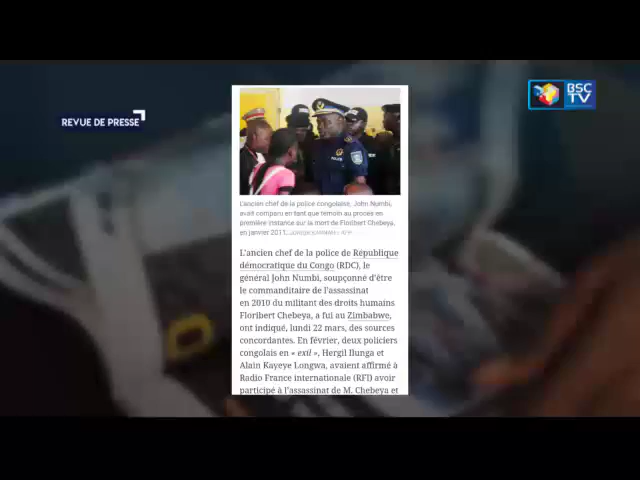 REVUE DE PRESSE
BSC
TV
L'ancien chef de la police congolaise, John Numbi,
avait comparu en tant que témoin au procès en
première instance sur la mort de Floribert Chebeya,
en janvier 2011.
L'ancien chef de la police de République
démocratique du Congo (RDC), le
général John Numbi, soupçonné d'être
le commanditaire de l'assassinat
en 2010 du militant des droits humains
Floribert Chebeya, a fui au Zimbabwe,
ont indiqué, lundi 22 mars, des sources
concordantes. En février, deux policiers
congolais en « exil », Hergil Ilunga et
Alain Kayeye Longwa, avaient affirmé à
Radio France internationale (RFI) avoir
participé à l'assassinat de M. Chebeya et